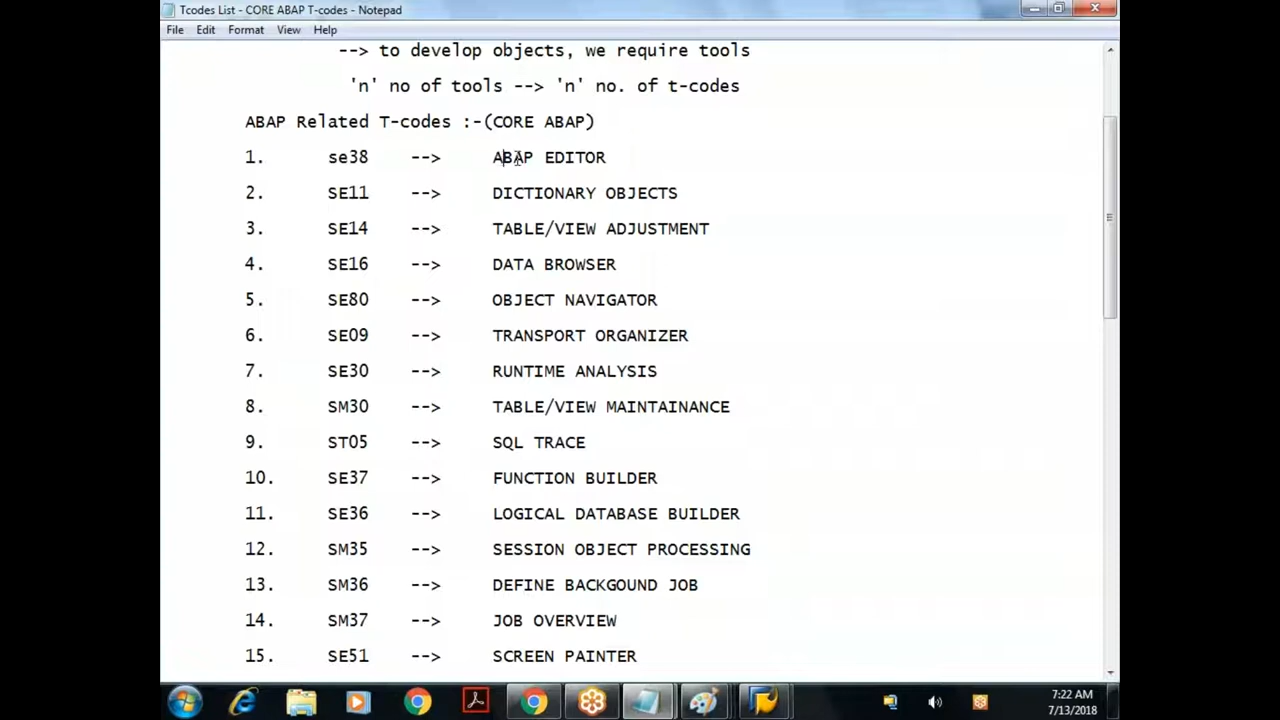 Tcodes List - CORE ABAP T-codes - Notepad
File Edit Format View Help
--> to develop objects, we require tools
'n' no of tools --> 'n' no. of t-codes
ABAP Related T-codes :-(CORE ABAP)
1. se38 --> ABAP EDITOR
2. SE11 --> DICTIONARY OBJECTS
3. SE14 --> TABLE/VIEW ADJUSTMENT
4. SE16 --> DATA BROWSER
5. SE80 --> OBJECT NAVIGATOR
6. SE09 --> TRANSPORT ORGANIZER
7. SE30 --> RUNTIME ANALYSIS
8. SM30 --> TABLE/VIEW MAINTAINANCE
9. ST05 --> SQL TRACE
10. SE37 --> FUNCTION BUILDER
11. SE36 --> LOGICAL DATABASE BUILDER
12. SM35 --> SESSION OBJECT PROCESSING
13. SM36 --> DEFINE BACKGOUND JOB
14. SM37 --> JOB OVERVIEW
15. SE51 --> SCREEN PAINTER
7:22 AM
7/13/2018